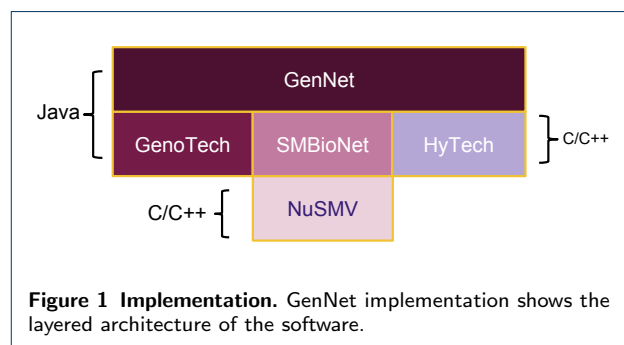 GenNet
Java
GenoTech SMBioNet HyTech
C/C++
C/C++
NuSMV
Figure 1 Implementation. GenNet implementation shows the
layered architecture of the software.